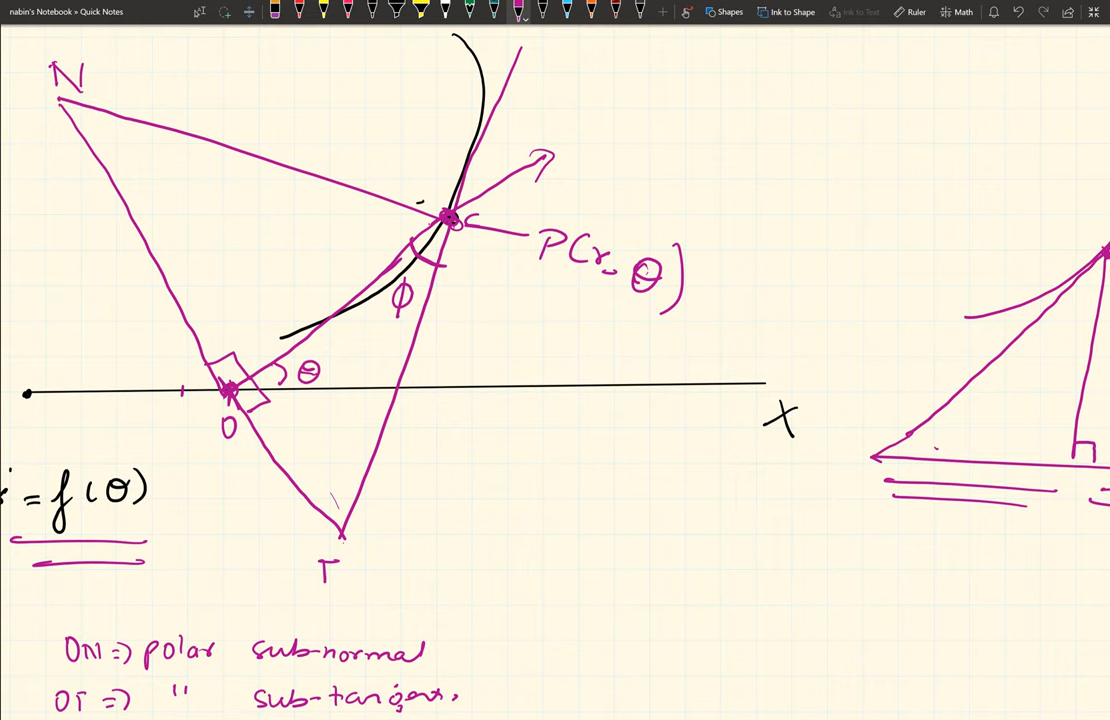 nabin's Notebook » Quick Notes
Shapes
Ink to Shape
Ink to Text
Ruler
Math
N
P(r, θ)
ϕ
θ
O
X
r = f(θ)
T
ON => polar sub-normal
OT => " sub-tangent.